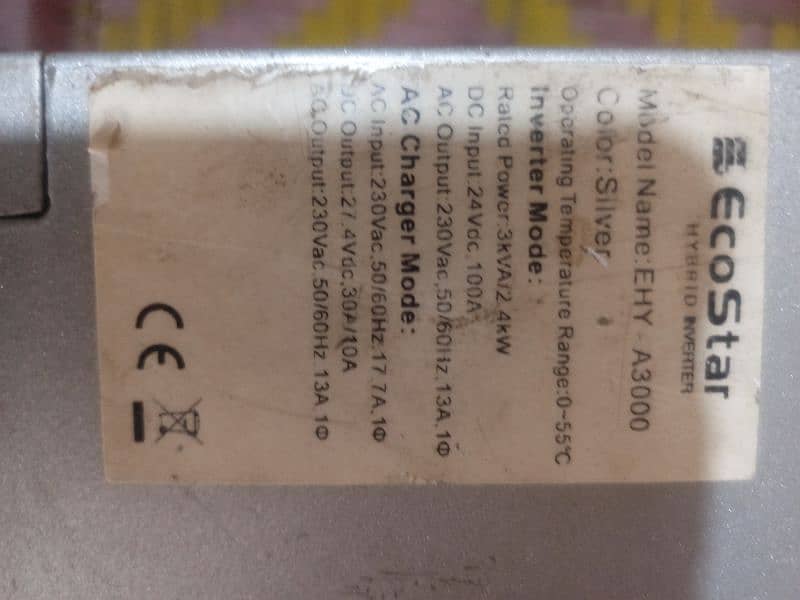 EcoStar
HYBRID INVERTER
Model Name:EHY - A3000
Color:Silver
Operating Temperature Range:0~55℃
Inverter Mode:
Rated Power:3kVA/2.4kW
DC Input:24Vdc, 100A
AC Output:230Vac,50/60Hz,13A,1Φ
AC Charger Mode:
AC Input:230Vac,50/60Hz,17.7A,1Φ
DC Output:27.4Vdc,30A/10A
AC Output:230Vac,50/60Hz,13A,1Φ
CE